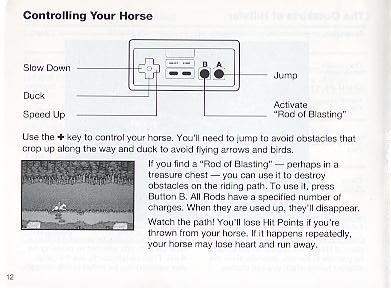 Controlling Your Horse
B A
Slow Down
Jump
Duck
Activate
Speed Up
"Rod of Blasting"
Use the + key to control your horse. You'll need to jump to avoid obstacles that
crop up along the way and duck to avoid flying arrows and birds.
If you find a "Rod of Blasting" — perhaps in a
treasure chest — you can use it to destroy
obstacles on the riding path. To use it, press
Button B. All Rods have a specified number of
charges. When they are used up, they'll disappear.
Watch the path! You'll lose Hit Points if you're
thrown from your horse. If it happens repeatedly,
your horse may lose heart and run away.
12